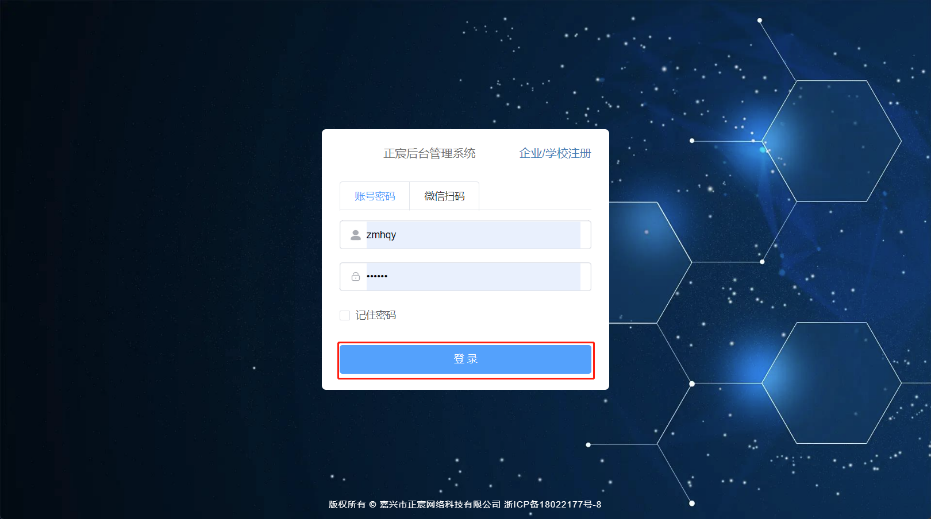 正宸后台管理系统 企业/学校注册
账号密码 微信扫码
zmhqy
••••••
记住密码
登 录
版权所有 © 嘉兴市正宸网络科技有限公司 浙ICP备18022177号-8